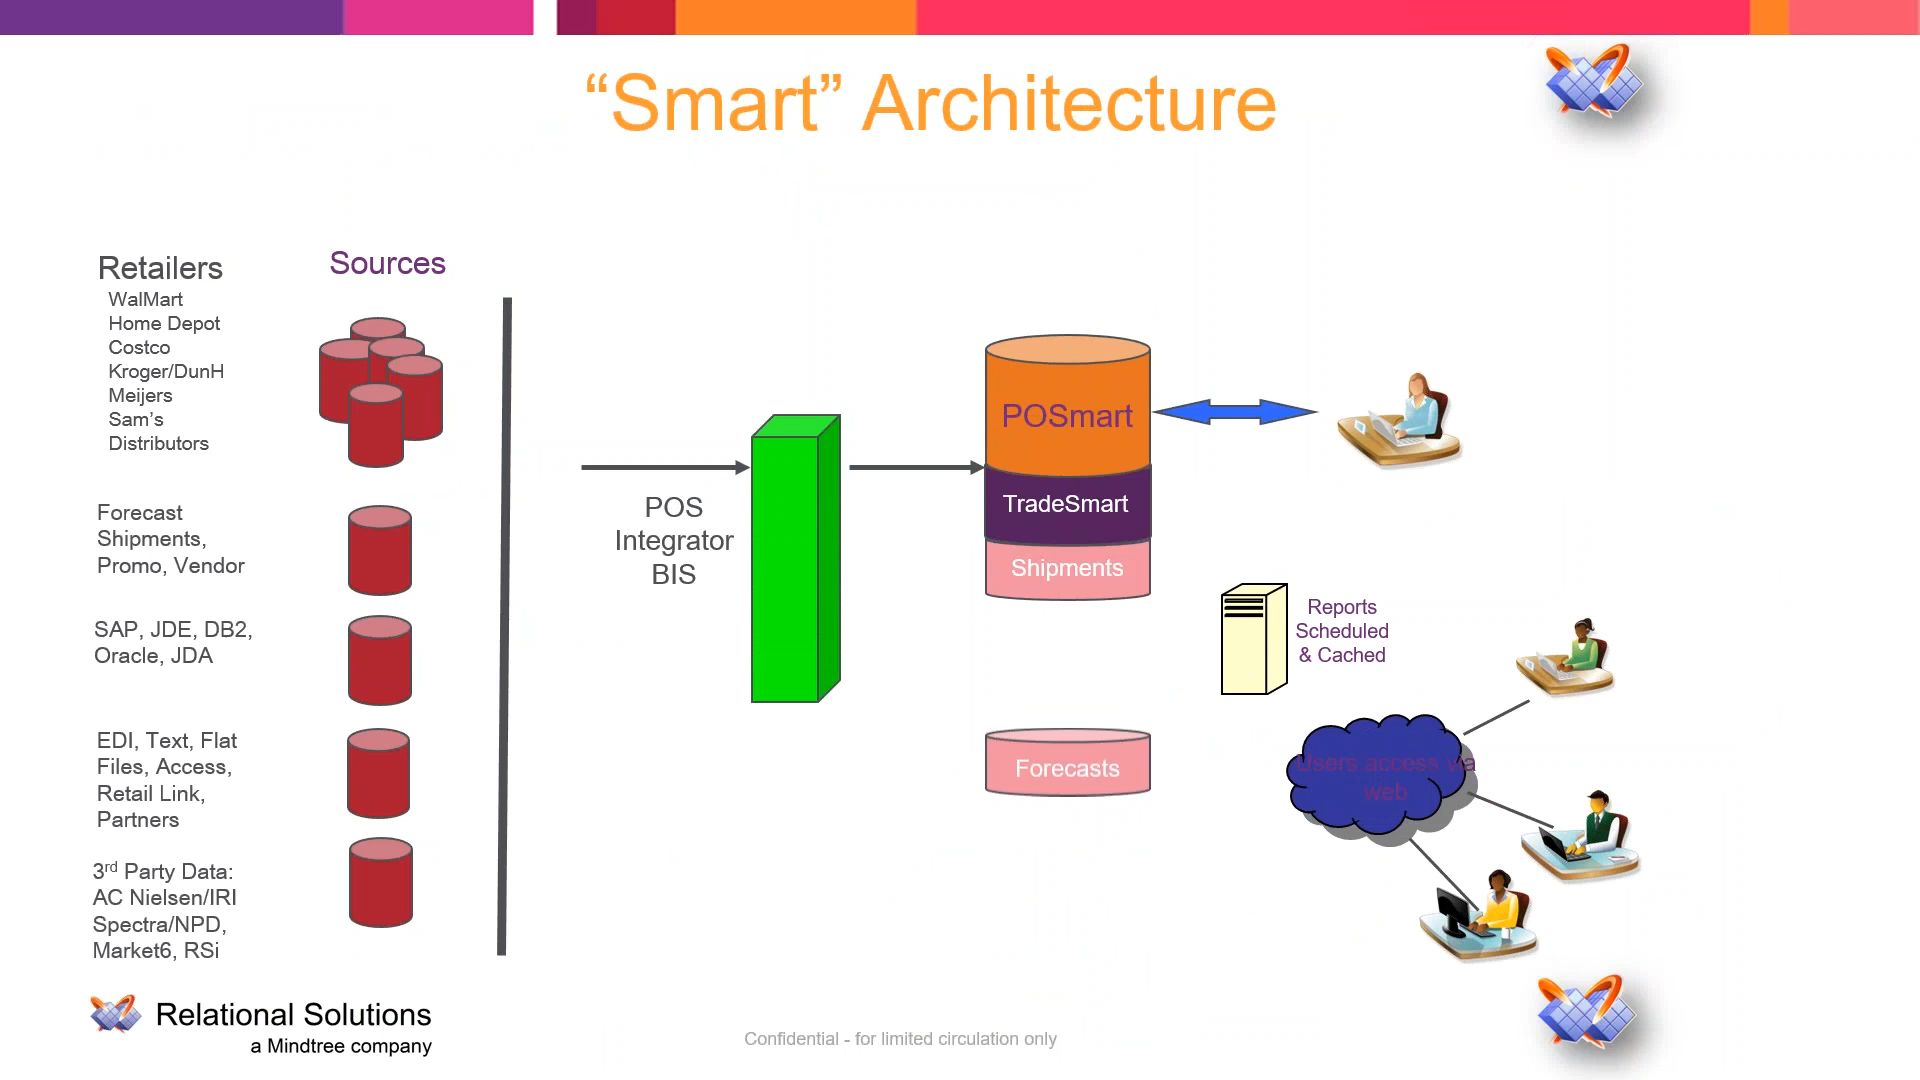 “Smart” Architecture
Retailers
WalMart
Home Depot
Costco
Kroger/DunH
Meijers
Sam’s
Distributors
Sources
Forecast
Shipments,
Promo, Vendor
SAP, JDE, DB2,
Oracle, JDA
EDI, Text, Flat
Files, Access,
Retail Link,
Partners
3rd Party Data:
AC Nielsen/IRI
Spectra/NPD,
Market6, RSi
POS
Integrator
BIS
POSmart
TradeSmart
Shipments
Forecasts
Reports
Scheduled
& Cached
Users access via
web
Relational Solutions
a Mindtree company
Confidential - for limited circulation only